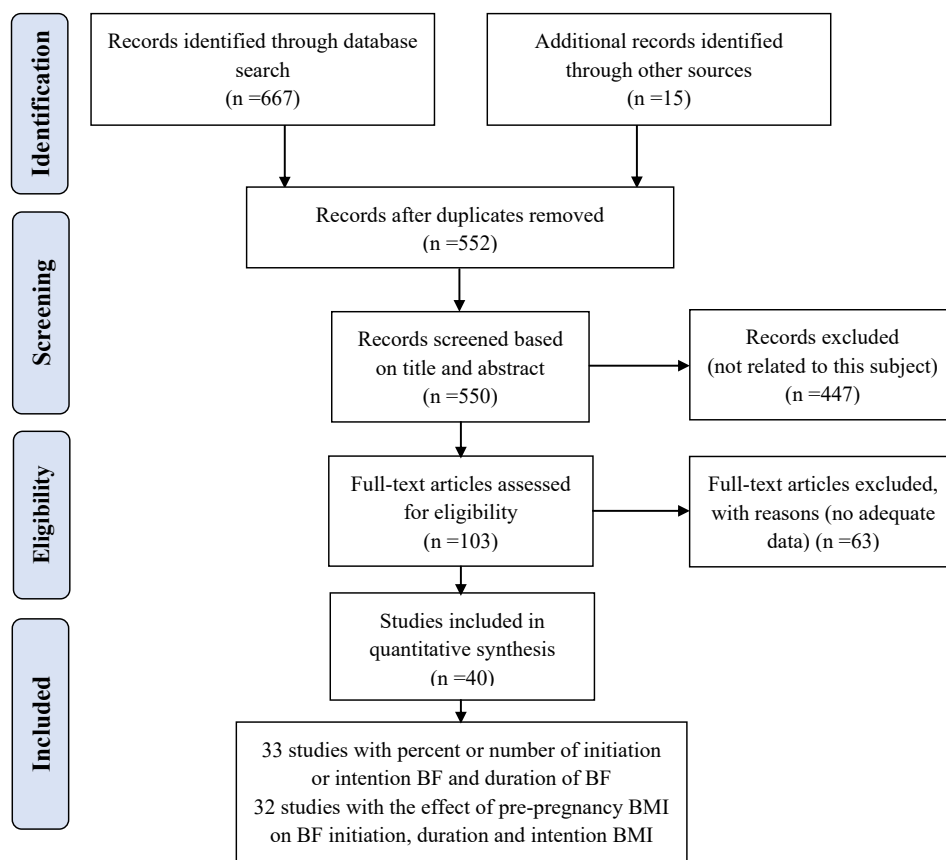 Identification
Records identified through database
search
(n =667)
Additional records identified
through other sources
(n =15)
Records after duplicates removed
(n =552)
Screening
Records screened based
on title and abstract
(n =550)
Records excluded
(not related to this subject)
(n =447)
Eligibility
Full-text articles assessed
for eligibility
(n =103)
Full-text articles excluded,
with reasons (no adequate
data) (n =63)
Included
Studies included in
quantitative synthesis
(n =40)
33 studies with percent or number of initiation
or intention BF and duration of BF
32 studies with the effect of pre-pregnancy BMI
on BF initiation, duration and intention BMI